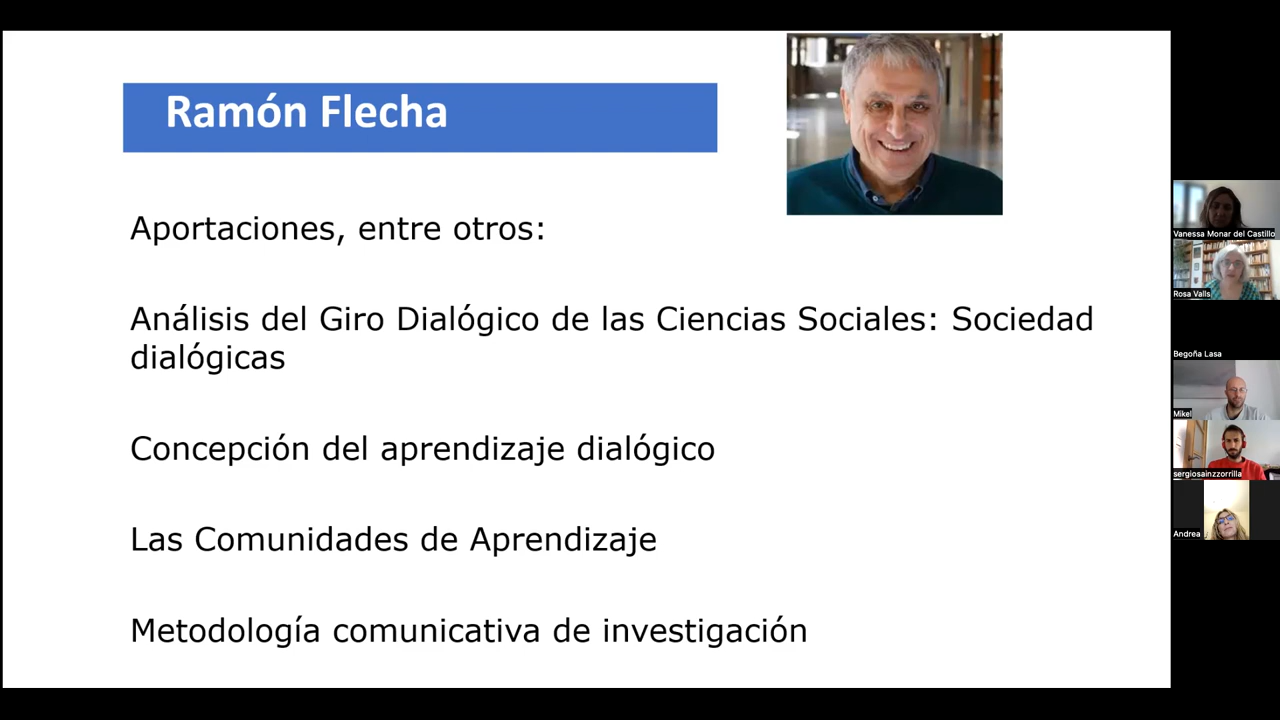 Ramón Flecha
Aportaciones, entre otros:
Análisis del Giro Dialógico de las Ciencias Sociales: Sociedad
dialógicas
Concepción del aprendizaje dialógico
Las Comunidades de Aprendizaje
Metodología comunicativa de investigación
Vanessa Monar del Castillo
Rosa Valls
Begoña Lasa
Mikel
sergiosainzzorrilla
Andrea